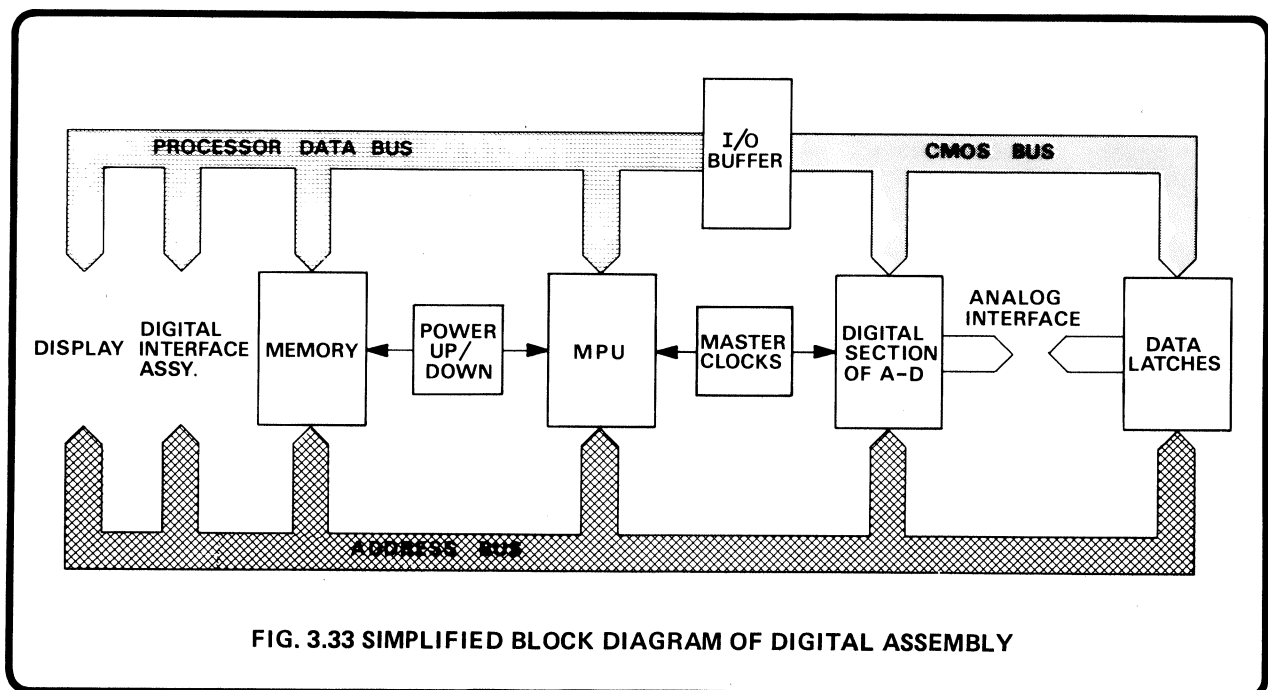 I/O
BUFFER
PROCESSOR DATA BUS
CMOS BUS
DISPLAY
DIGITAL
INTERFACE
ASSY.
MEMORY
POWER
UP/
DOWN
MPU
MASTER
CLOCKS
DIGITAL
SECTION
OF A-D
ANALOG
INTERFACE
DATA
LATCHES
ADDRESS BUS
FIG. 3.33 SIMPLIFIED BLOCK DIAGRAM OF DIGITAL ASSEMBLY